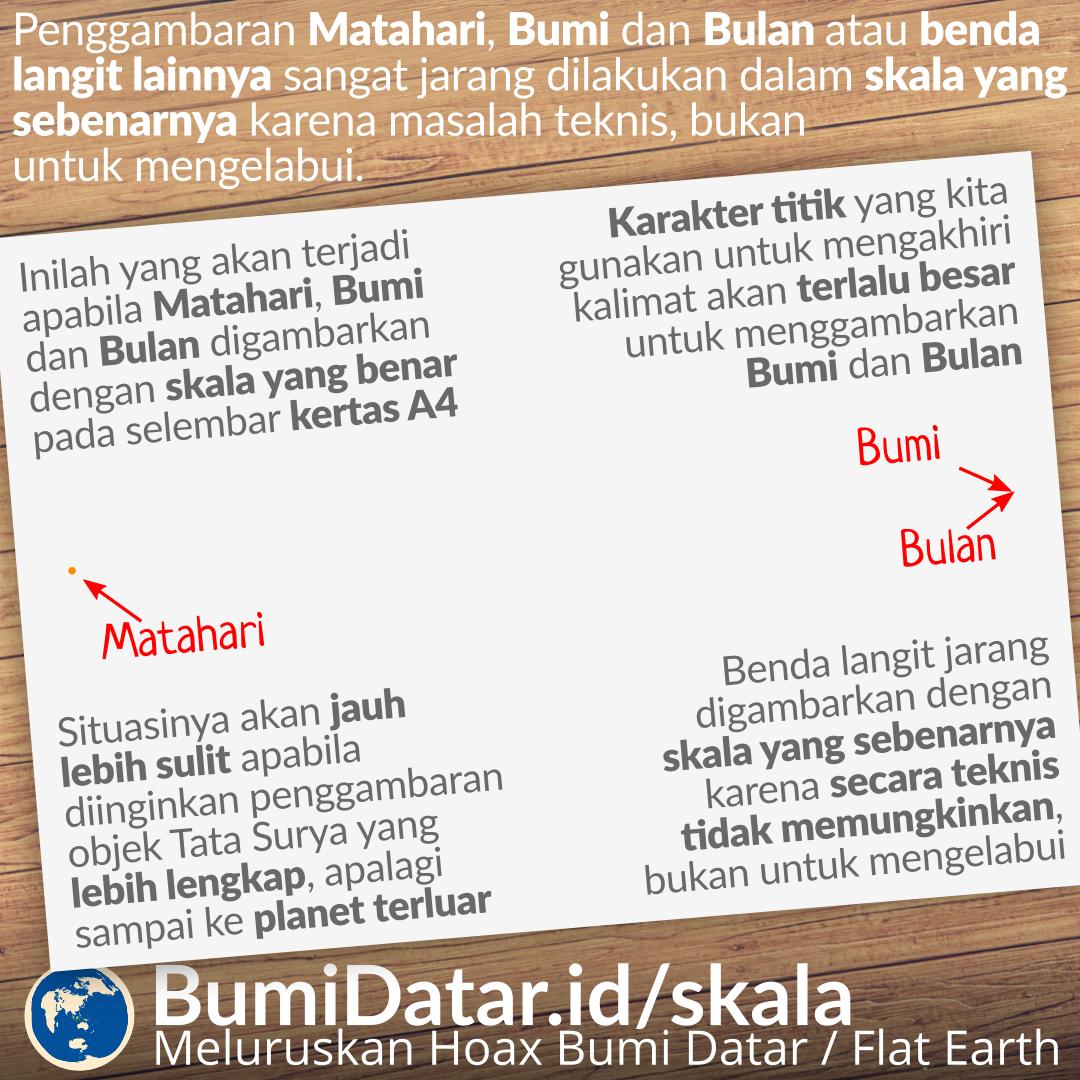 Penggambaran Matahari, Bumi dan Bulan atau benda
langit lainnya sangat jarang dilakukan dalam skala yang
sebenarnya karena masalah teknis, bukan
untuk mengelabui.
Inilah yang akan terjadi
apabila Matahari, Bumi
dan Bulan digambarkan
dengan skala yang benar
pada selembar kertas A4
Karakter titik yang kita
gunakan untuk mengakhiri
kalimat akan terlalu besar
untuk menggambarkan
Bumi dan Bulan
Bumi
Bulan
Matahari
Situasinya akan jauh
lebih sulit apabila
diinginkan penggambaran
objek Tata Surya yang
lebih lengkap, apalagi
sampai ke planet terluar
Benda langit jarang
digambarkan dengan
skala yang sebenarnya
karena secara teknis
tidak memungkinkan,
bukan untuk mengelabui
BumiDatar.id/skala
Meluruskan Hoax Bumi Datar / Flat Earth